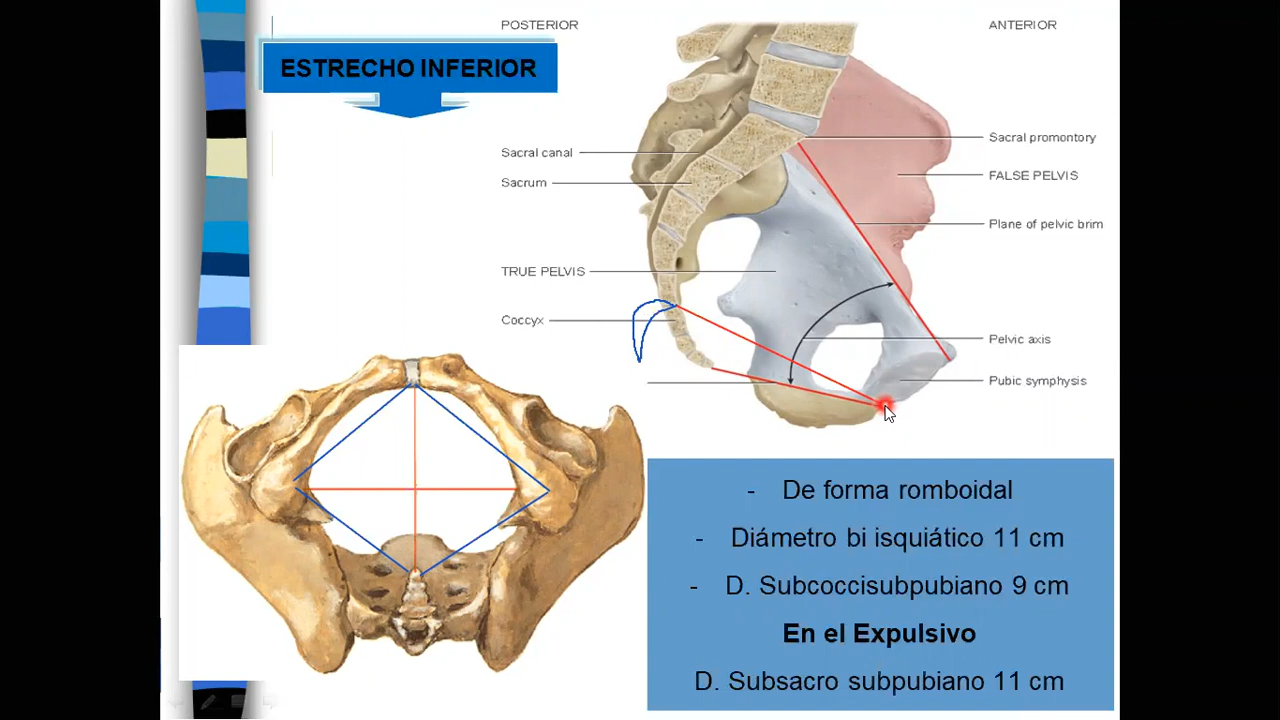 POSTERIOR
ANTERIOR
ESTRECHO INFERIOR
Sacral canal
Sacrum
TRUE PELVIS
Coccyx
Sacral promontory
FALSE PELVIS
Plane of pelvic brim
Pelvic axis
Pubic symphysis
- De forma romboidal
- Diámetro bi isquiático 11 cm
- D. Subcoccisubpubiano 9 cm
En el Expulsivo
D. Subsacro subpubiano 11 cm